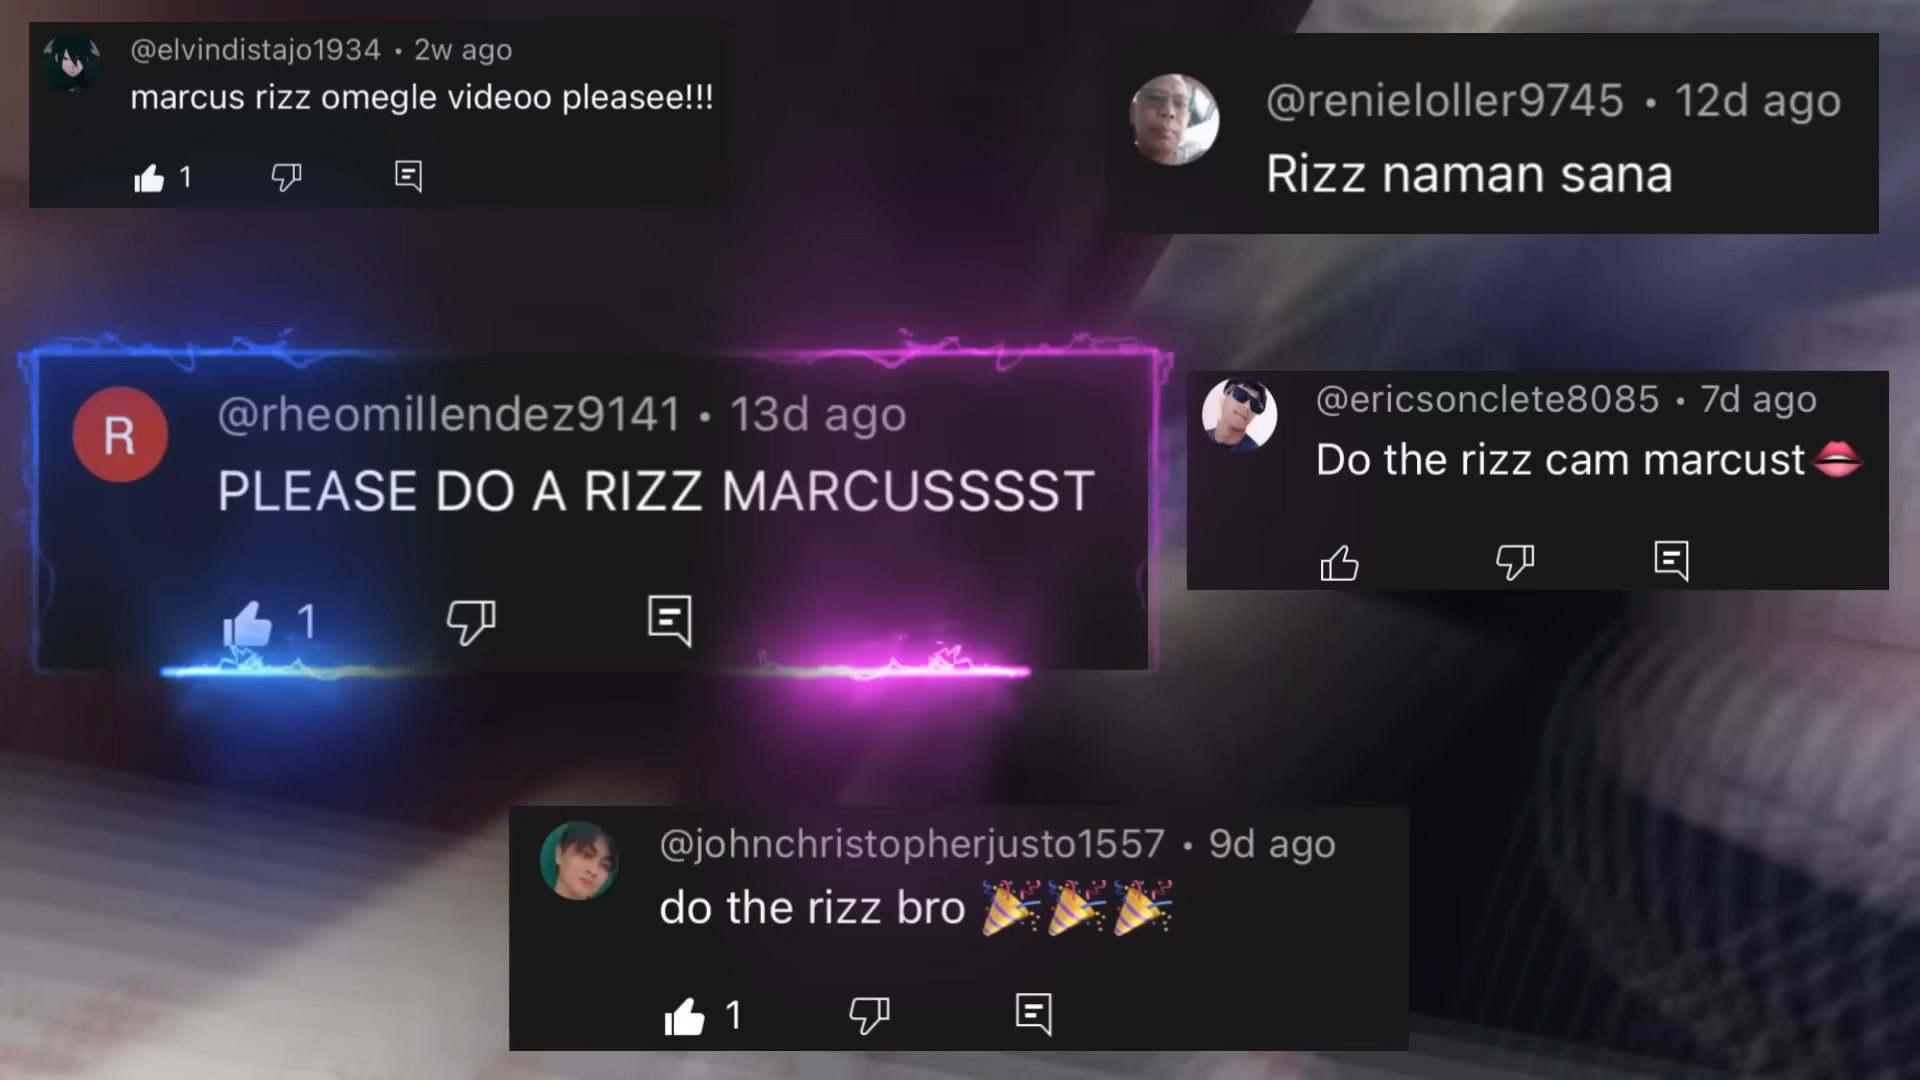 @elvindistajo1934 • 2w ago
marcus rizz omegle videoo pleasee!!!
1
@renieloller9745 • 12d ago
Rizz naman sana
R
@rheomillendez9141 • 13d ago
PLEASE DO A RIZZ MARCUSSSST
1
@ericsonclete8085 • 7d ago
Do the rizz cam marcust🫦
@johnchristopherjusto1557 • 9d ago
do the rizz bro 🎉🎉🎉
1